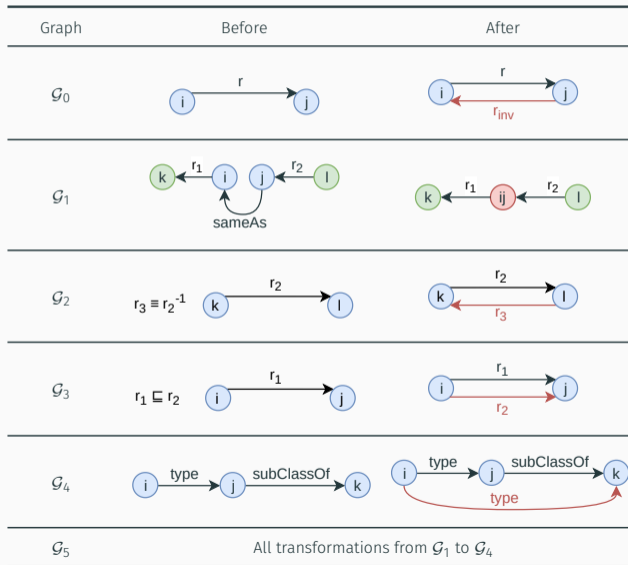 Graph Before After
𝒢₀ i r j i r j r_inv
𝒢₁ k r₁ i j r₂ l sameAs k r₁ ij r₂ l
𝒢₂ r₃ ≡ r₂⁻¹ k r₂ l k r₂ l r₃
𝒢₃ r₁ ⊑ r₂ i r₁ j i r₁ j r₂
𝒢₄ i type j subClassOf k i type j subClassOf k type
𝒢₅ All transformations from 𝒢₁ to 𝒢₄